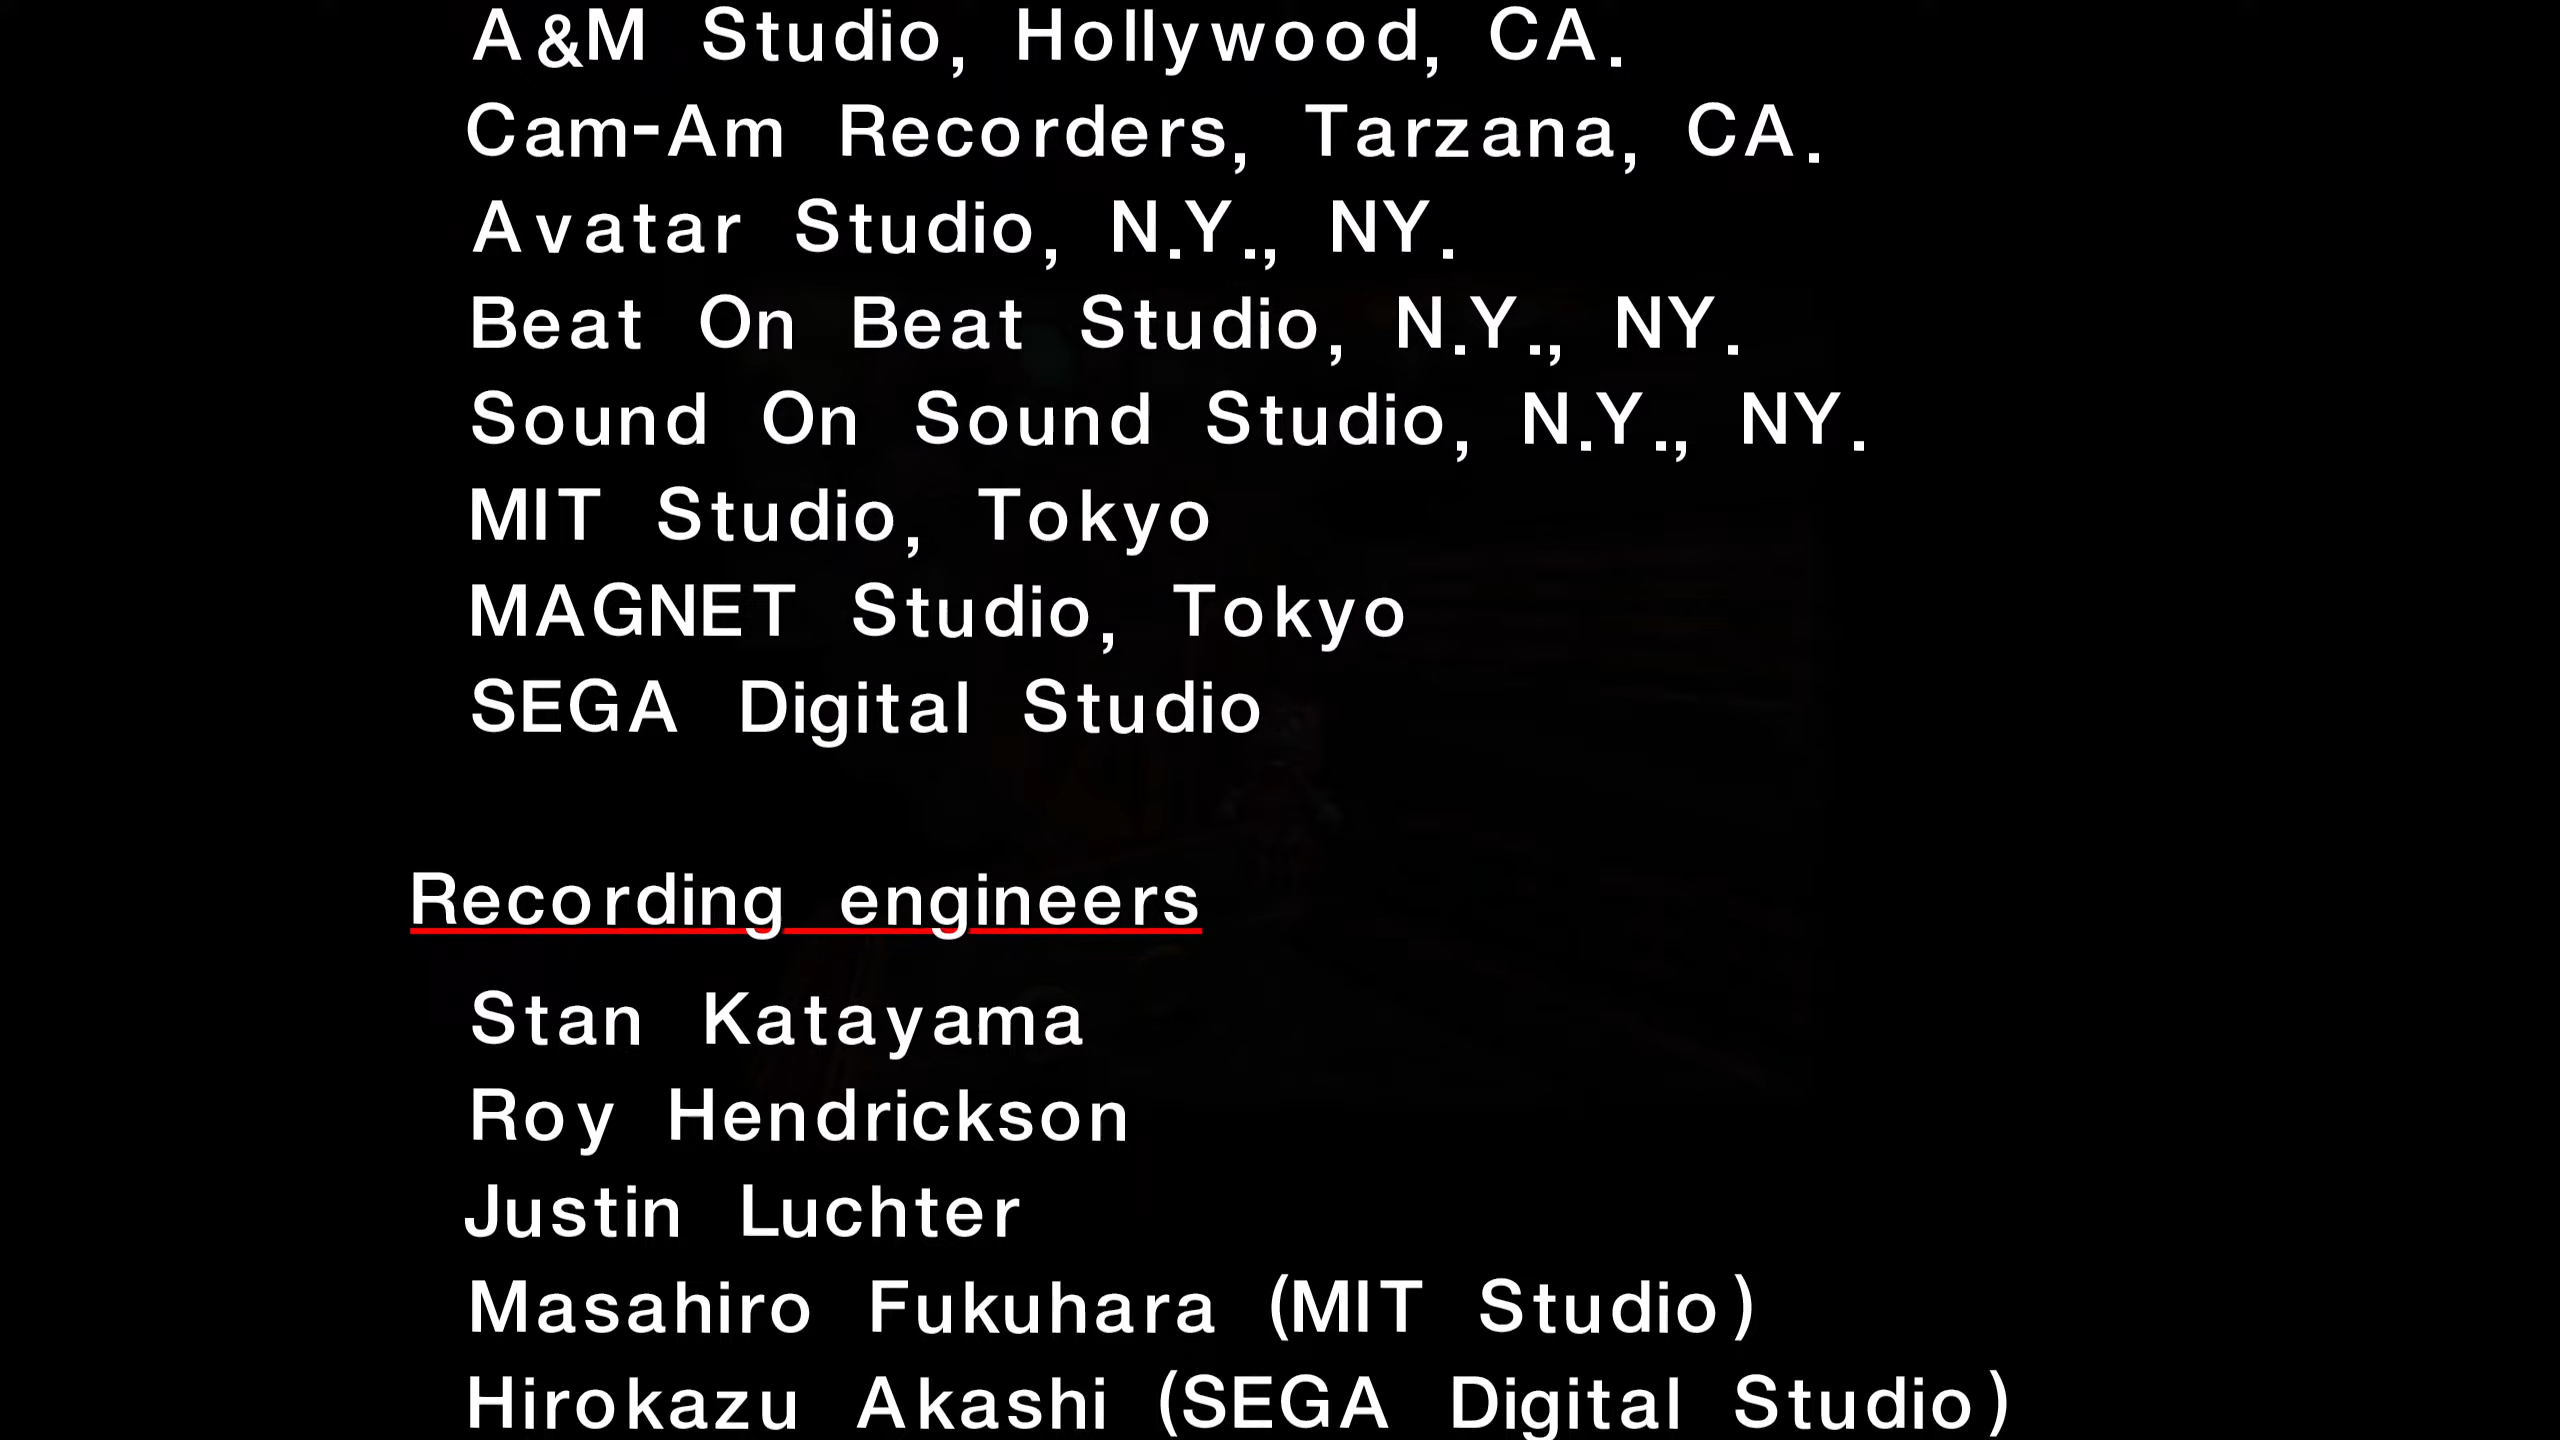 A&M Studio, Hollywood, CA.
Cam-Am Recorders, Tarzana, CA.
Avatar Studio, N.Y., NY.
Beat On Beat Studio, N.Y., NY.
Sound On Sound Studio, N.Y., NY.
MIT Studio, Tokyo
MAGNET Studio, Tokyo
SEGA Digital Studio
Recording engineers
Stan Katayama
Roy Hendrickson
Justin Luchter
Masahiro Fukuhara (MIT Studio)
Hirokazu Akashi (SEGA Digital Studio)